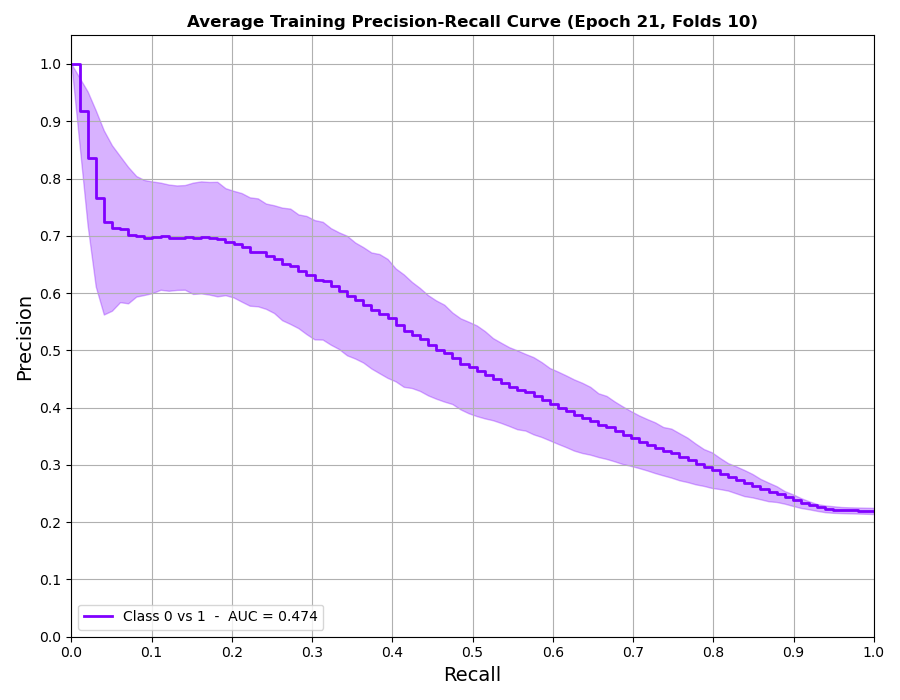 Average Training Precision-Recall Curve (Epoch 21, Folds 10)
Precision
1.0
0.9
0.8
0.7
0.6
0.5
0.4
0.3
0.2
0.1
0.0
Class 0 vs 1 - AUC = 0.474
0.0 0.1 0.2 0.3 0.4 0.5 0.6 0.7 0.8 0.9 1.0
Recall